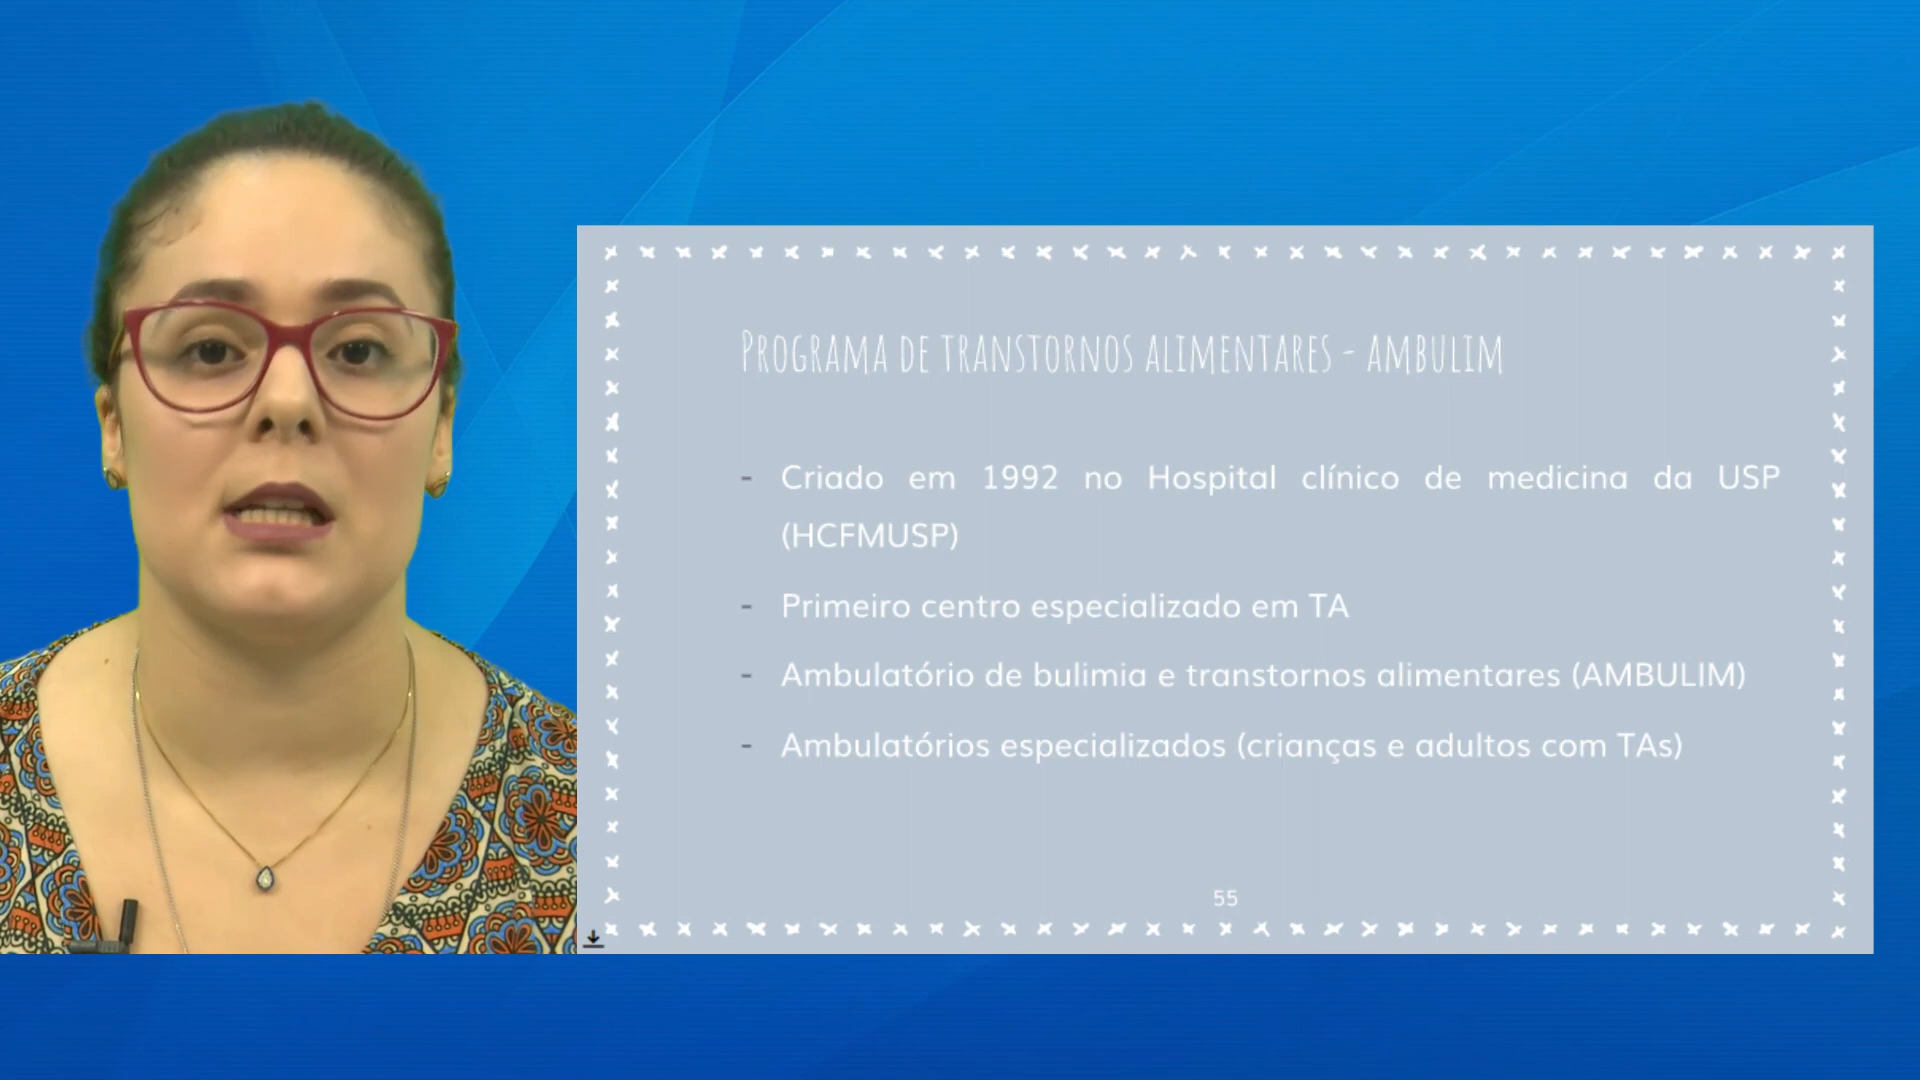 PROGRAMA DE TRANSTORNOS ALIMENTARES - AMBULIM
- Criado em 1992 no Hospital clínico de medicina da USP
(HCFMUSP)
- Primeiro centro especializado em TA
- Ambulatório de bulimia e transtornos alimentares (AMBULIM)
- Ambulatórios especializados (crianças e adultos com TAs)
55